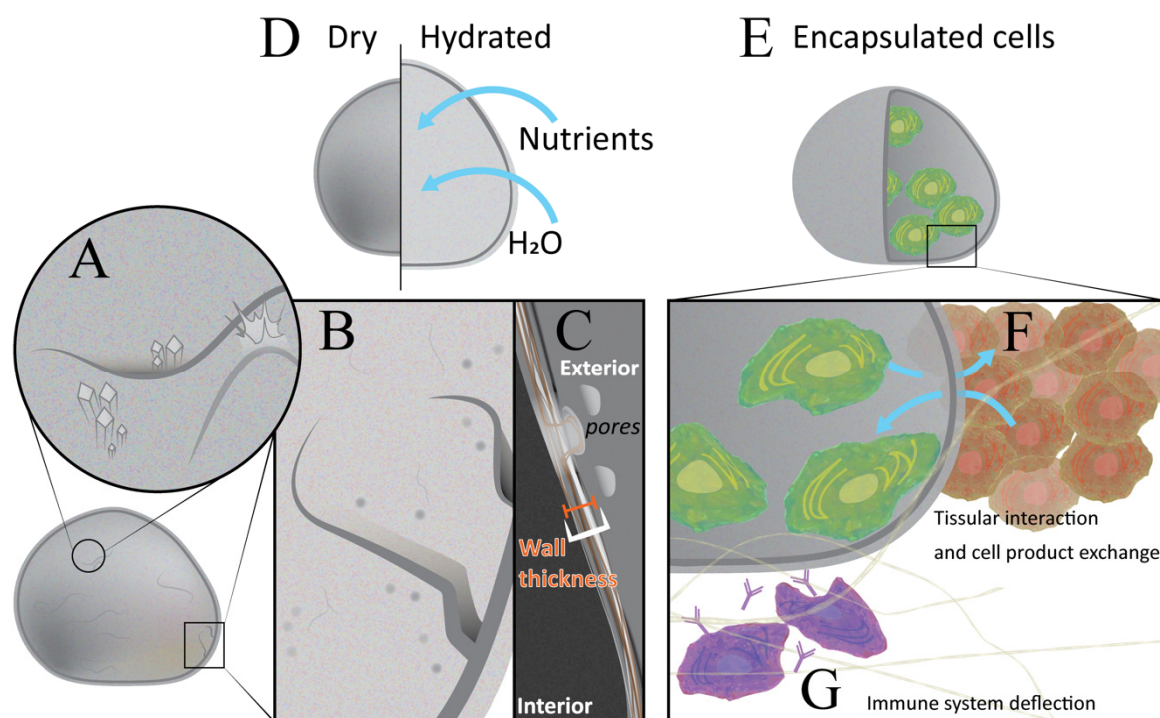 D
Dry
Hydrated
Nutrients
H₂O
E
Encapsulated cells
A
B
C
Exterior
pores
Wall
thickness
Interior
F
Tissular interaction
and cell product exchange
G
Immune system deflection